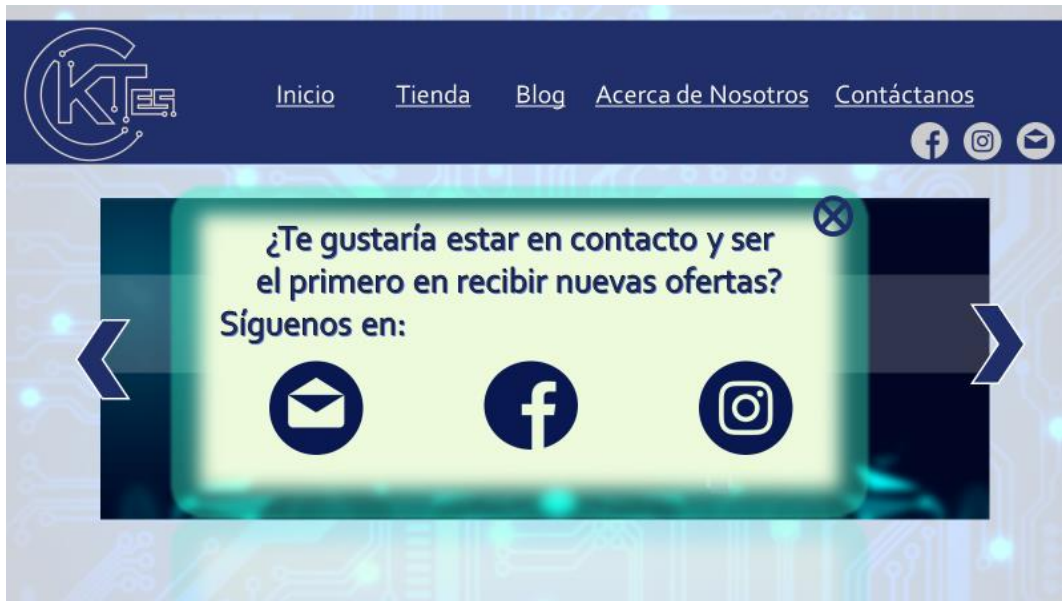 CKTES
Inicio Tienda Blog Acerca de Nosotros Contáctanos
¿Te gustaría estar en contacto y ser
el primero en recibir nuevas ofertas?
Síguenos en: